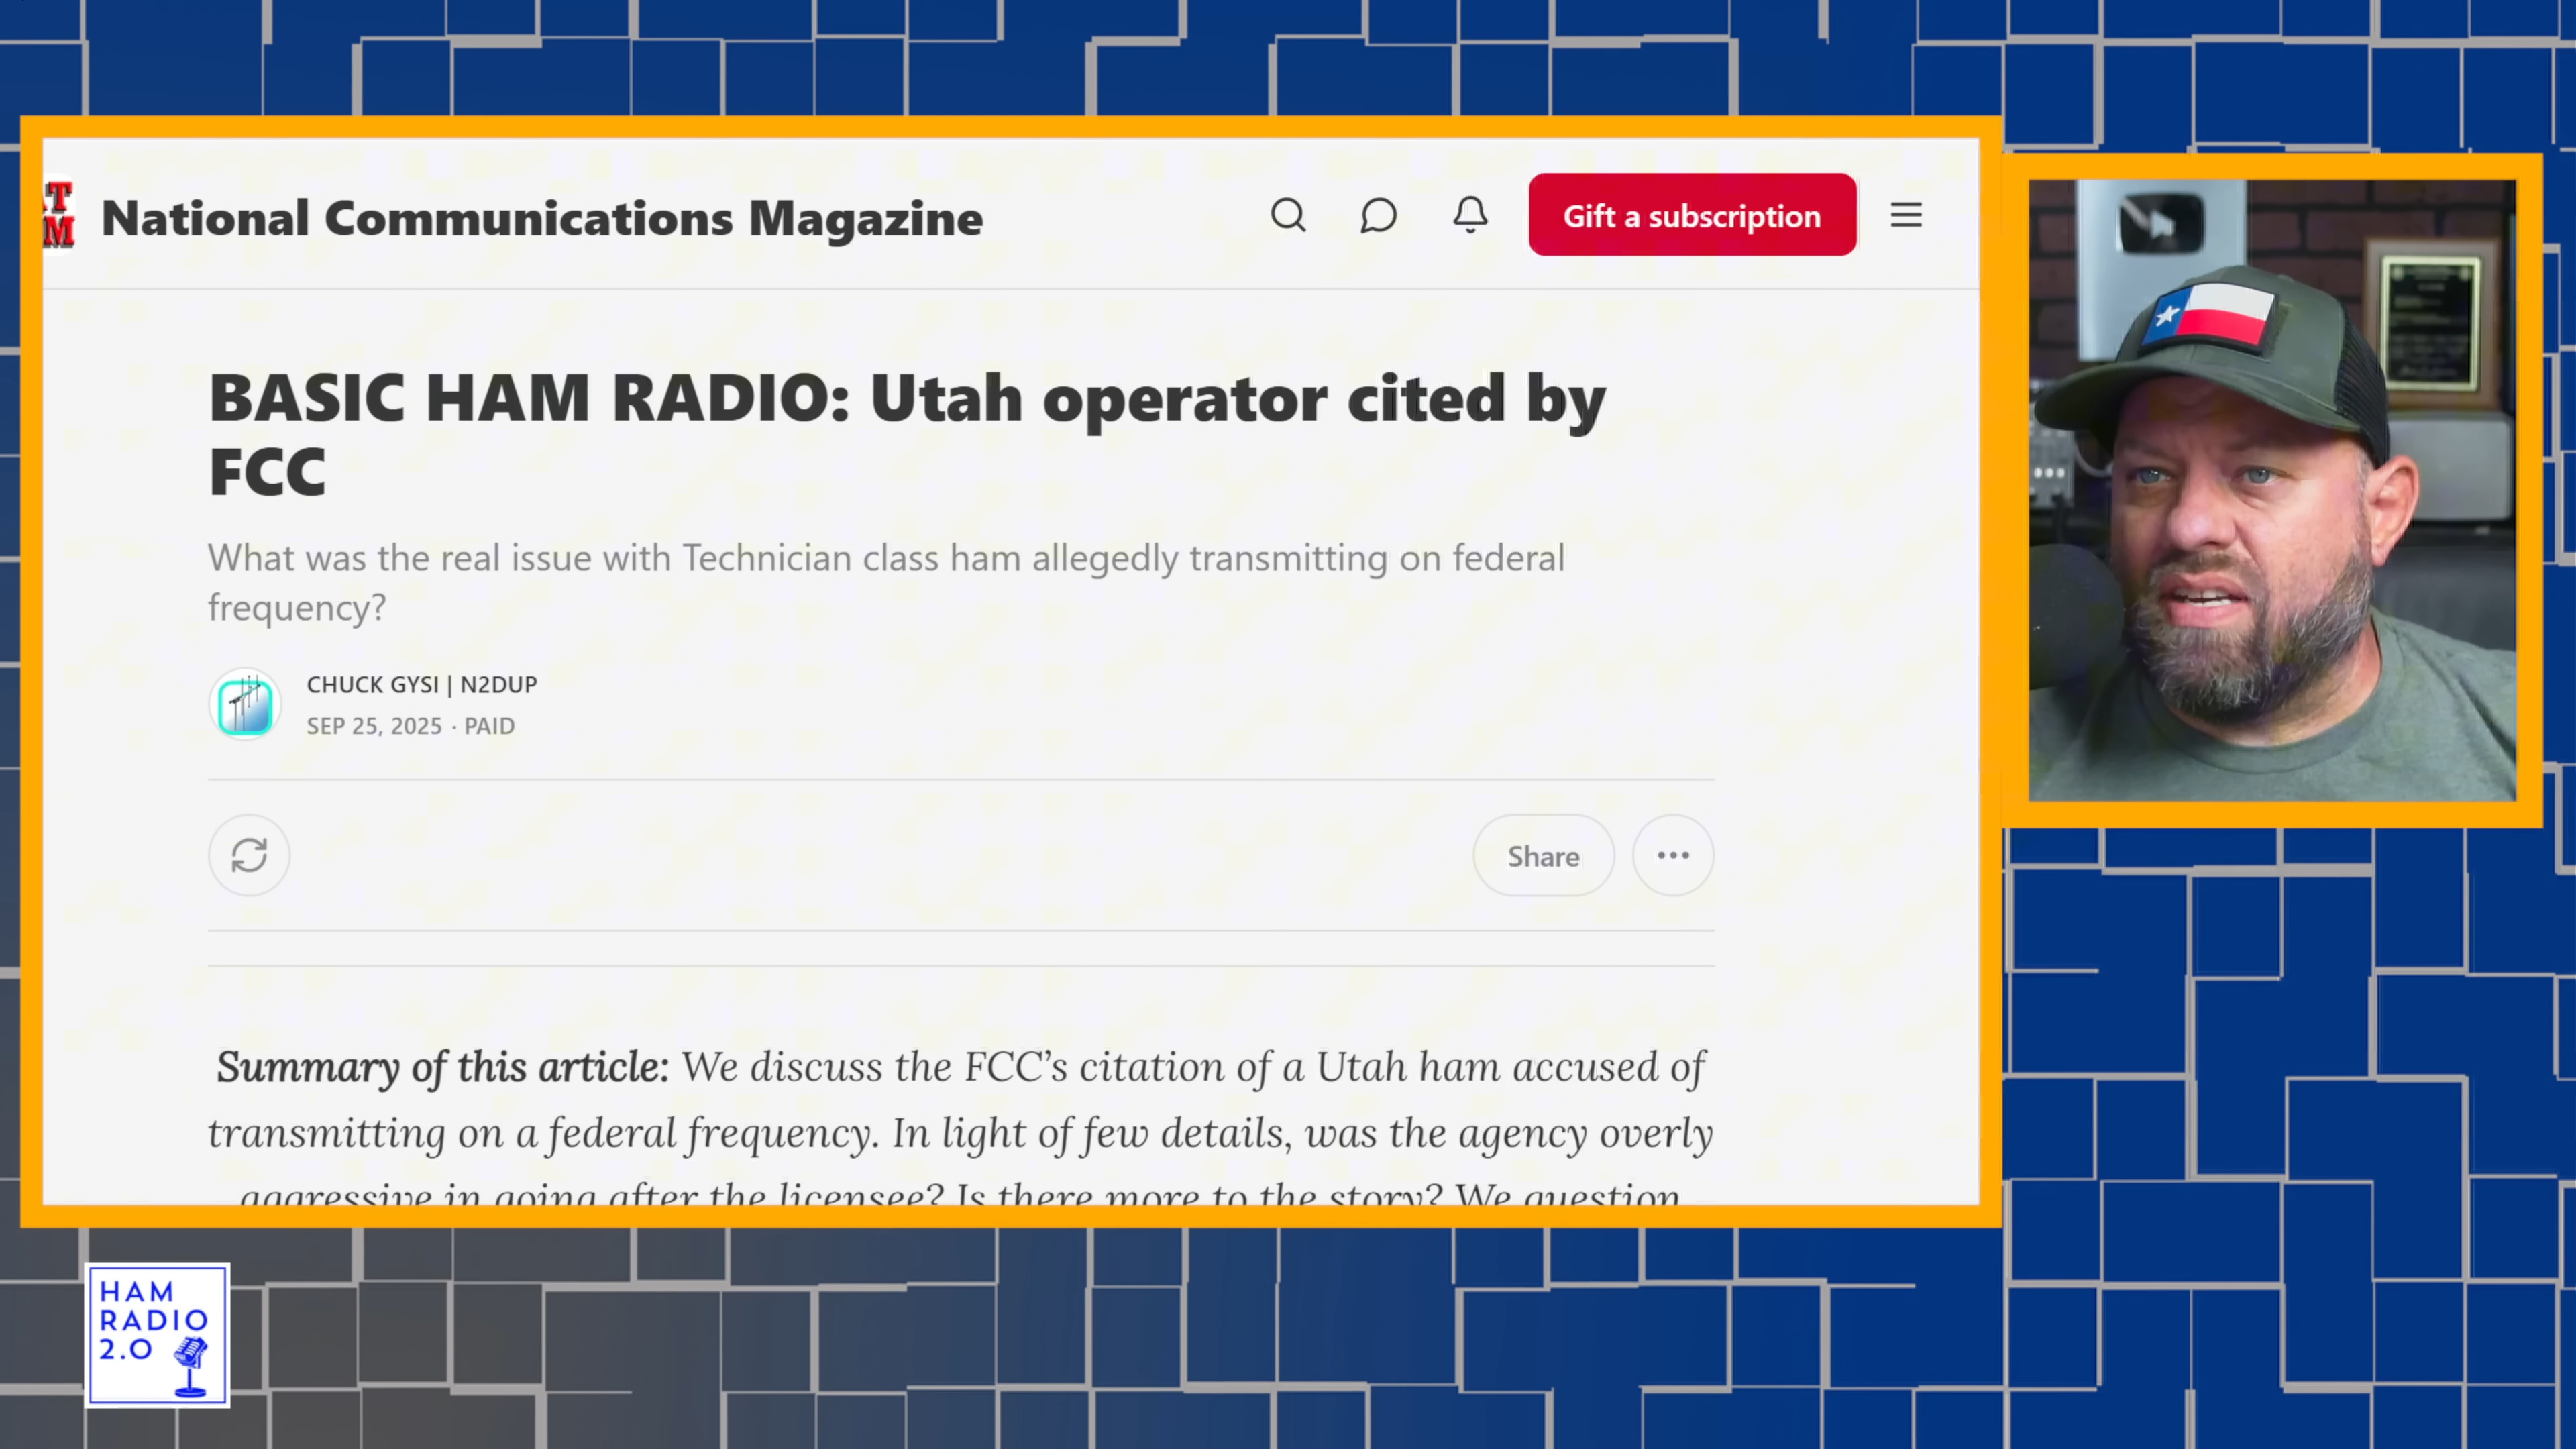 T
M
National Communications Magazine
Gift a subscription
BASIC HAM RADIO: Utah operator cited by
FCC
What was the real issue with Technician class ham allegedly transmitting on federal
frequency?
CHUCK GYSI | N2DUP
SEP 25, 2025 · PAID
Share
Summary of this article: We discuss the FCC’s citation of a Utah ham accused of
transmitting on a federal frequency. In light of few details, was the agency overly
aggressive in going after the licensee? Is there more to the story? We question
HAM
RADIO
2.0